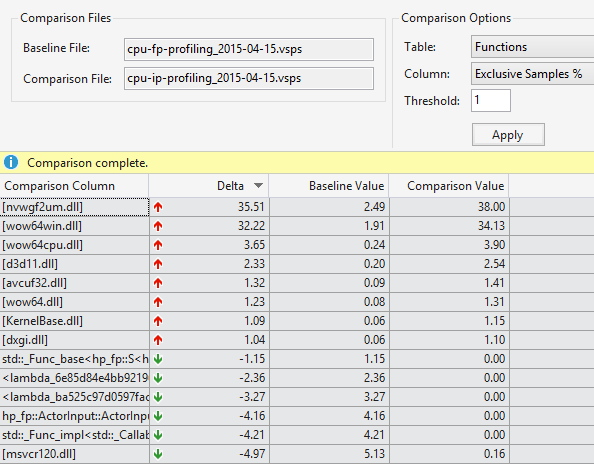 Comparison Files
Comparison Options
Baseline File: cpu-fp-profiling_2015-04-15.vsps
Table: Functions
Comparison File: cpu-ip-profiling_2015-04-15.vsps
Column: Exclusive Samples %
Threshold: 1
Apply
Comparison complete.
Comparison Column Delta Baseline Value Comparison Value
[nvwgf2um.dll] 35.51 2.49 38.00
[wow64win.dll] 32.22 1.91 34.13
[wow64cpu.dll] 3.65 0.24 3.90
[d3d11.dll] 2.33 0.20 2.54
[avcuf32.dll] 1.32 0.09 1.41
[wow64.dll] 1.23 0.08 1.31
[KernelBase.dll] 1.09 0.06 1.15
[dxgi.dll] 1.04 0.06 1.10
std::_Func_base<hp_fp::S<h -1.15 1.15 0.00
<lambda_6e85d84e4bb9219 -2.36 2.36 0.00
<lambda_ba525c97d0597fac -3.27 3.27 0.00
hp_fp::ActorInput::ActorInpu -4.16 4.16 0.00
std::_Func_impl<std::_Callab -4.21 4.21 0.00
[msvcr120.dll] -4.97 5.13 0.16